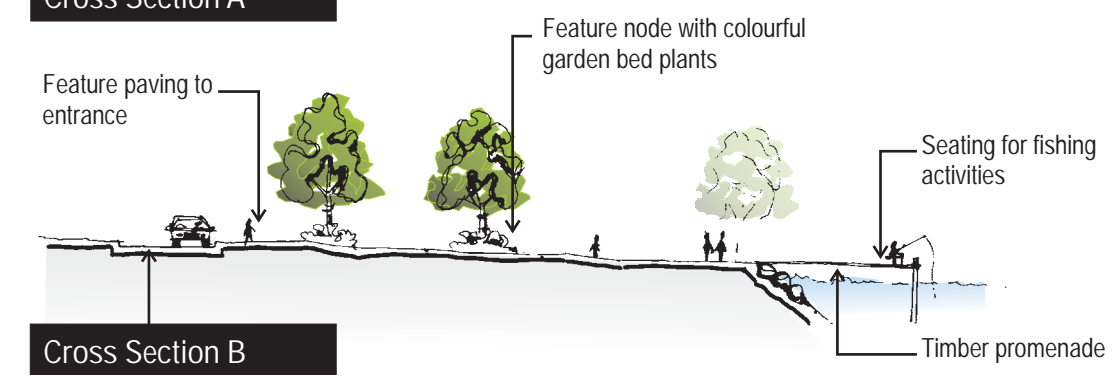 Cross Section A
Feature node with colourful
garden bed plants
Feature paving to
entrance
Seating for fishing
activities
Cross Section B
Timber promenade